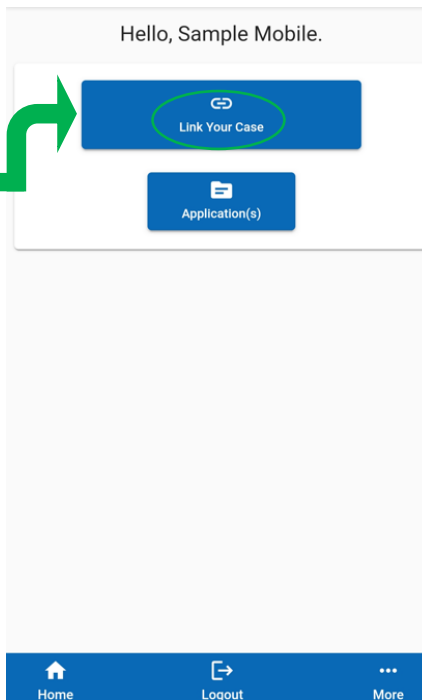 Hello, Sample Mobile.
Link Your Case
Application(s)
Home
Logout
More